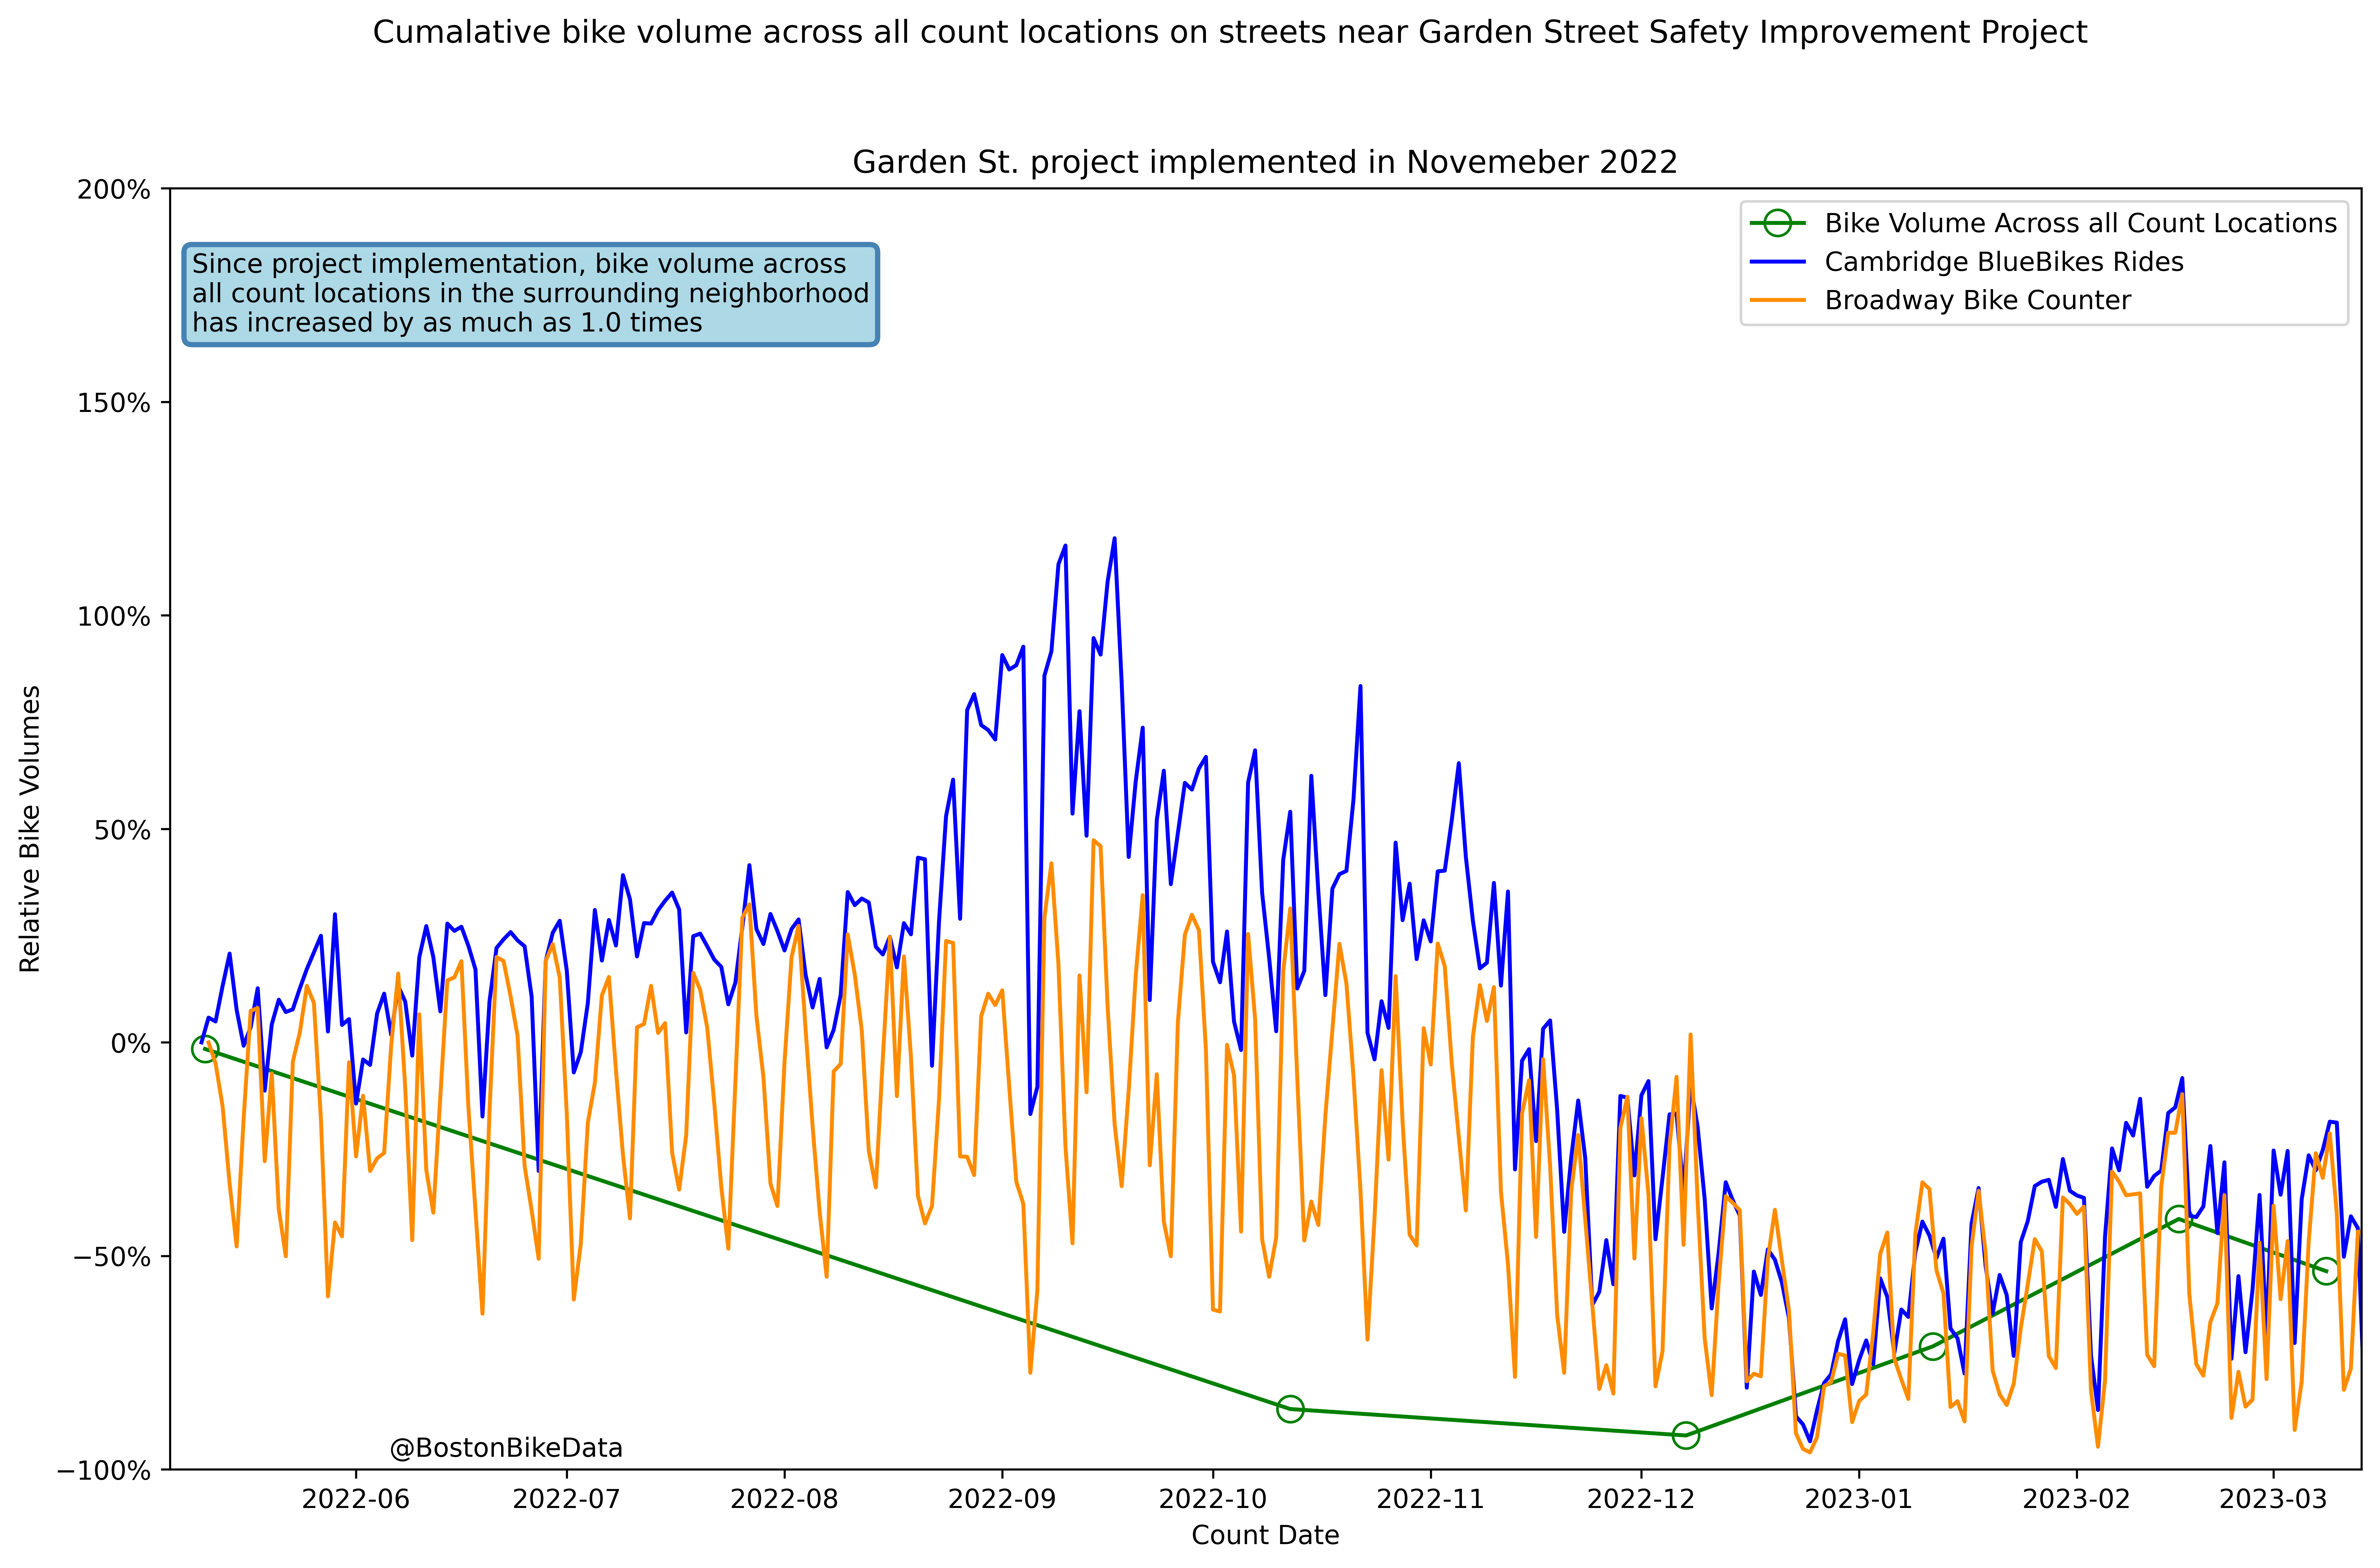 Cumalative bike volume across all count locations on streets near Garden Street Safety Improvement Project
Garden St. project implemented in Novemeber 2022
200%
150%
100%
50%
0%
−50%
−100%
Relative Bike Volumes
Since project implementation, bike volume across
all count locations in the surrounding neighborhood
has increased by as much as 1.0 times
Bike Volume Across all Count Locations
Cambridge BlueBikes Rides
Broadway Bike Counter
@BostonBikeData
2022-06
2022-07
2022-08
2022-09
2022-10
2022-11
2022-12
2023-01
2023-02
2023-03
Count Date